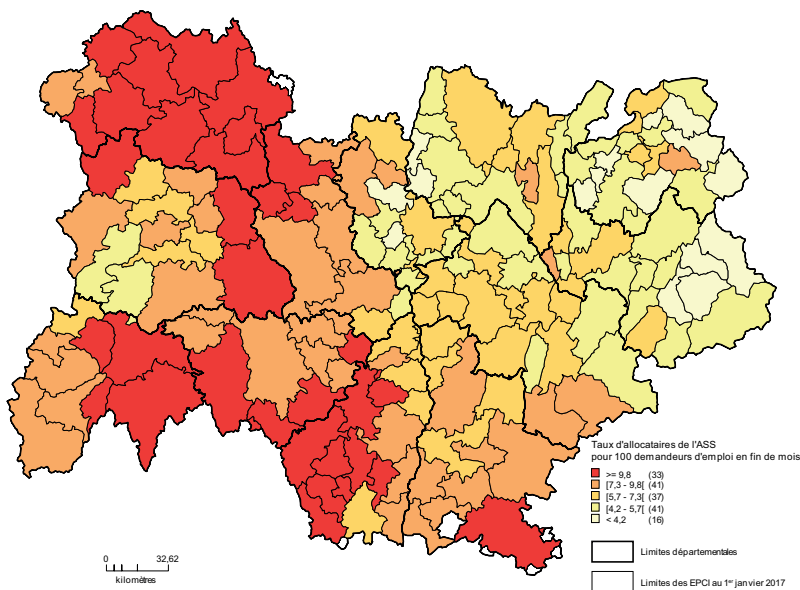 Taux d'allocataires de l'ASS
pour 100 demandeurs d'emploi en fin de mois
>= 9,8 (33)
[7,3 - 9,8[ (41)
[5,7 - 7,3[ (37)
[4,2 - 5,7[ (41)
< 4,2 (16)
0 32,62
kilomètres
Limites départementales
Limites des EPCI au 1er janvier 2017